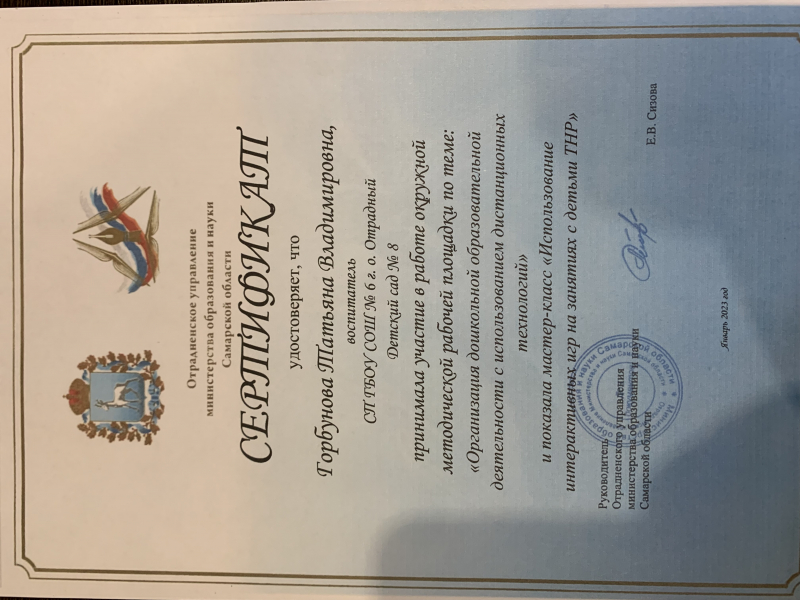 Отрадненское управление
министерства образования и науки
Самарской области
СЕРТИФИКАТ
удостоверяет, что
Горбунова Татьяна Владимировна,
воспитатель
СП ГБОУ СОШ № 6 г. о. Отрадный
Детский сад № 8
принимала участие в работе окружной
методической рабочей площадки по теме:
«Организация дошкольной образовательной
деятельности с использованием дистанционных
технологий»
и показала мастер-класс «Использование
интерактивных игр на занятиях с детьми ТНР»
Руководитель
Отрадненского управления
министерства образования и науки
Самарской области
Е.В. Сизова
Январь 2023 год